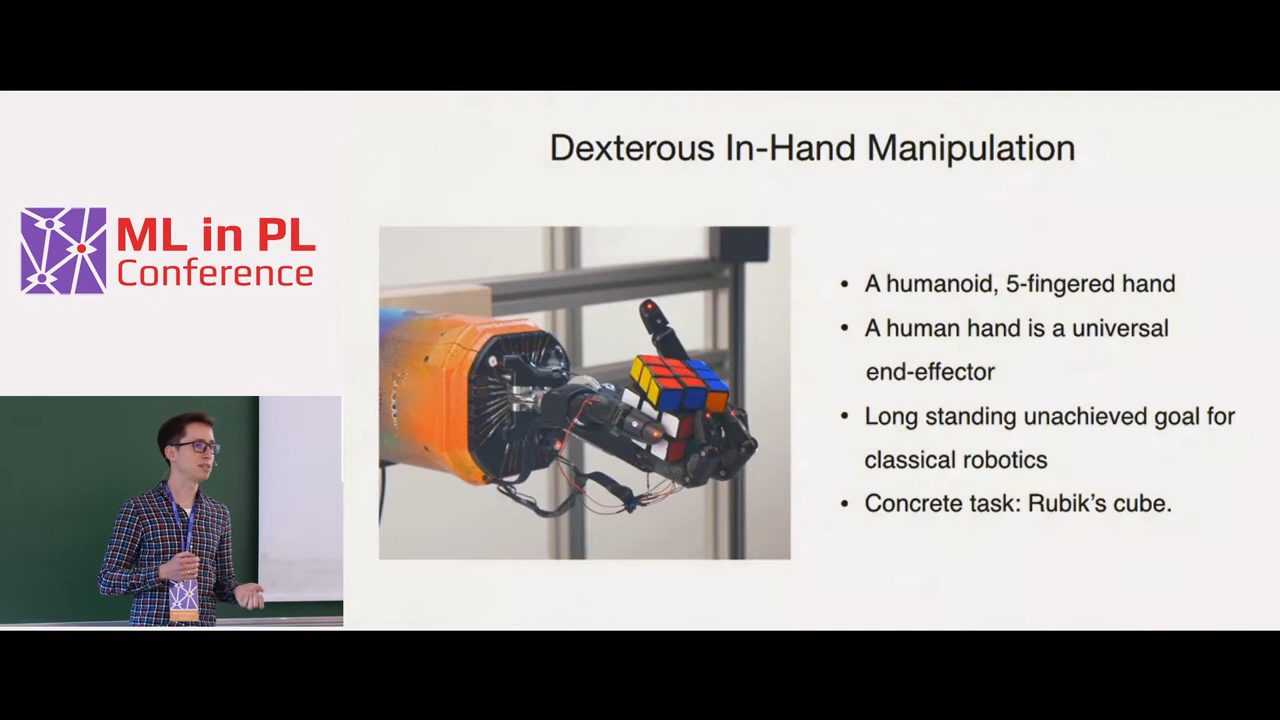 Dexterous In-Hand Manipulation
ML in PL
Conference
• A humanoid, 5-fingered hand
• A human hand is a universal
end-effector
• Long standing unachieved goal for
classical robotics
• Concrete task: Rubik's cube.